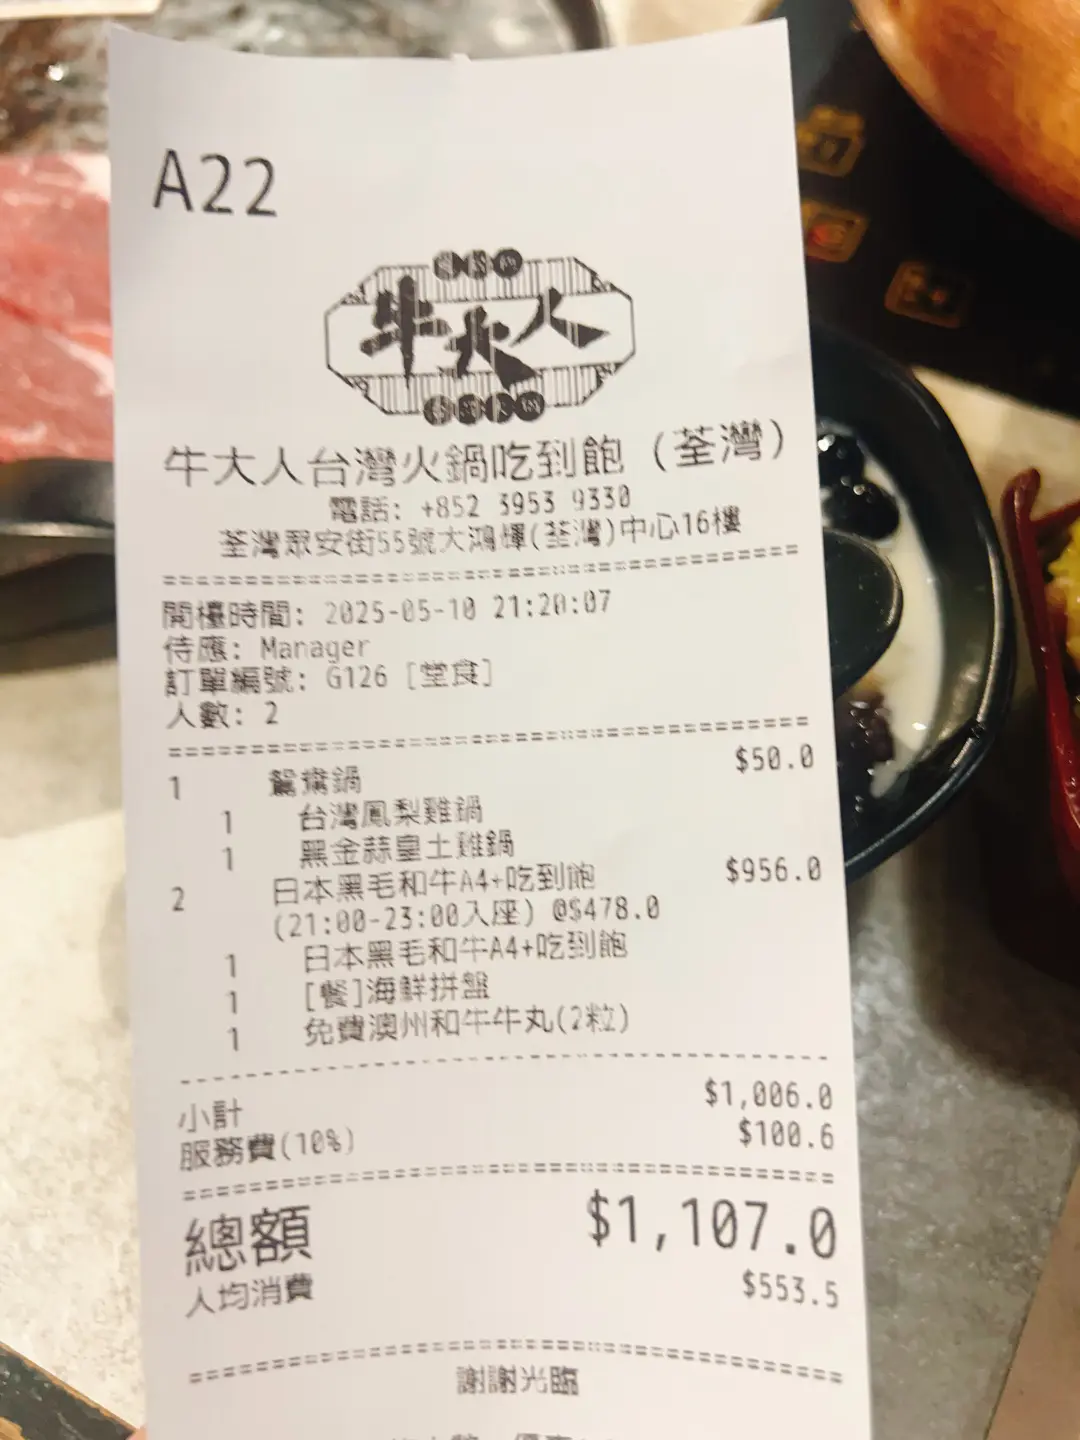 A22
牛大人
牛大人台灣火鍋吃到飽 (荃灣)
電話: +852 3953 9330
荃灣眾安街55號大鴻輝(荃灣)中心16樓
開檯時間: 2025-05-10 21:20:07
侍應: Manager
訂單編號: G126 [堂食]
人數: 2
1 鴛鴦鍋 $50.0
1 台灣鳳梨雞鍋
1 黑金蒜皇土雞鍋
2 日本黑毛和牛A4+吃到飽 $956.0
(21:00-23:00入座) @$478.0
1 日本黑毛和牛A4+吃到飽
1 [餐]海鮮拼盤
1 免費澳州和牛牛丸(2粒)
小計 $1,006.0
服務費(10%) $100.6
總額 $1,107.0
人均消費 $553.5
謝謝光臨